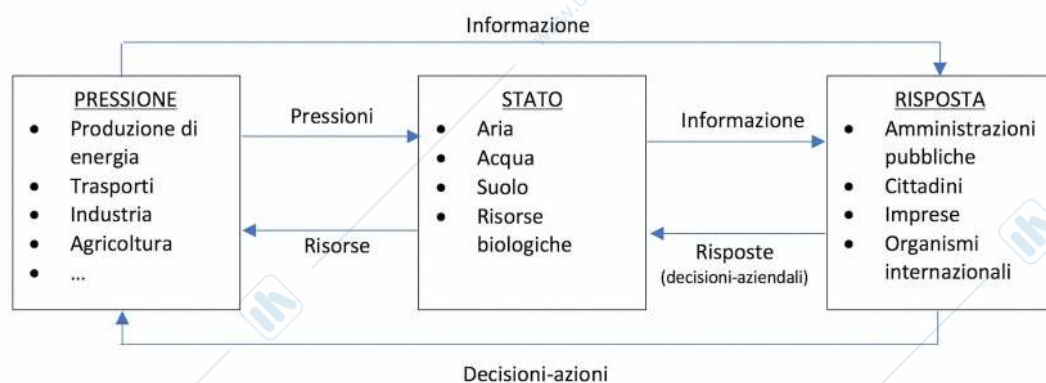 Informazione
PRESSIONE
• Produzione di
energia
• Trasporti
• Industria
• Agricoltura
• ...
Pressioni
Risorse
STATO
• Aria
• Acqua
• Suolo
• Risorse
biologiche
Informazione
Risposte
(decisioni-aziendali)
RISPOSTA
• Amministrazioni
pubbliche
• Cittadini
• Imprese
• Organismi
internazionali
Decisioni-azioni